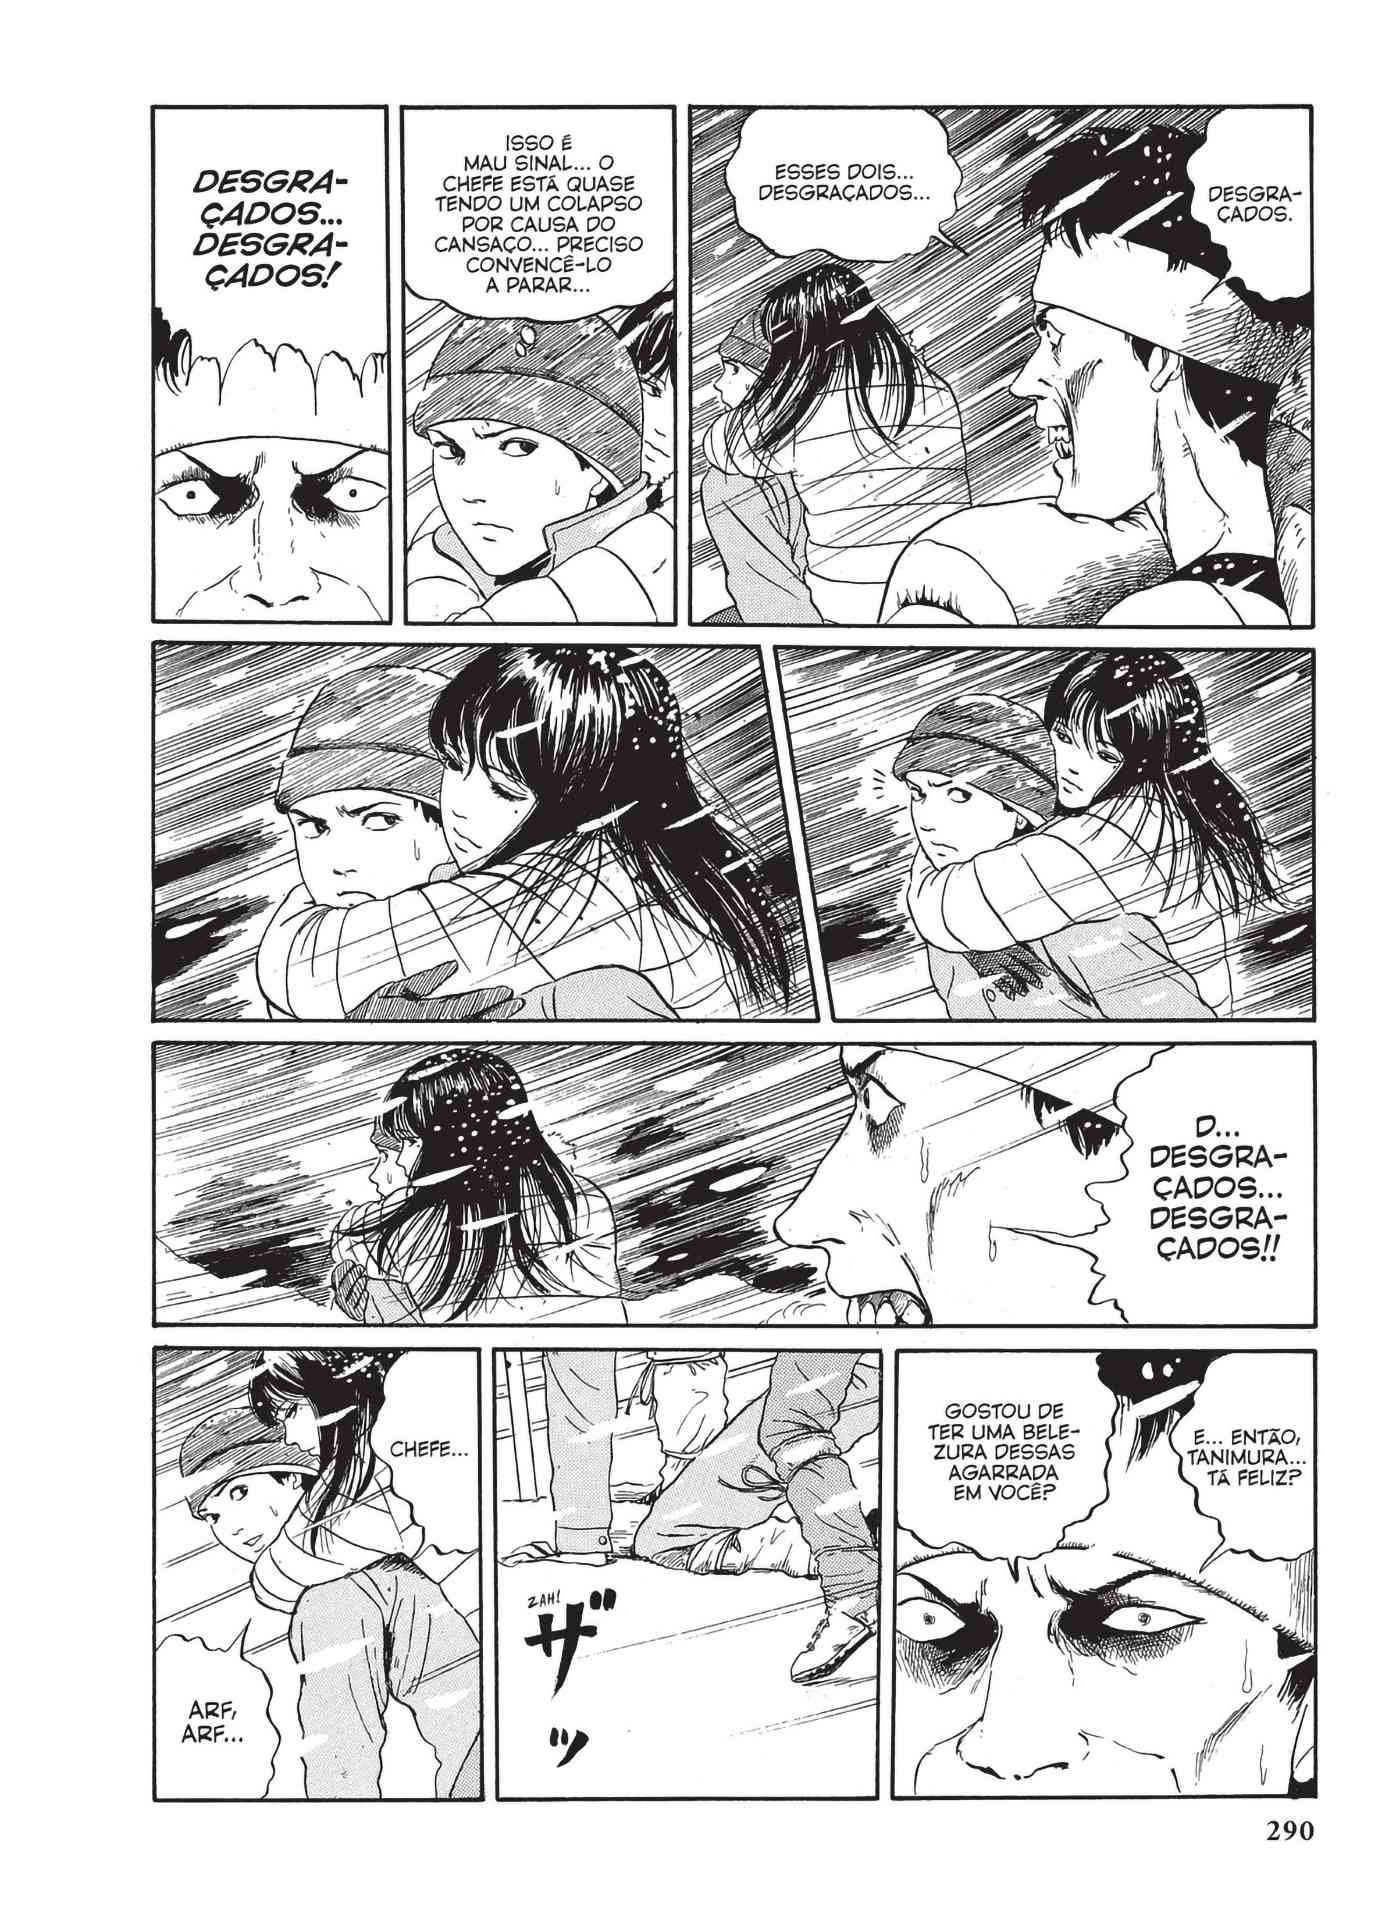 DESGRA-
ÇADOS.
ESSES DOIS...
DESGRAÇADOS...
ISSO É
MAU SINAL... O
CHEFE ESTÁ QUASE
TENDO UM COLAPSO
POR CAUSA DO
CANSAÇO... PRECISO
CONVENCÊ-LO
A PARAR...
DESGRA-
ÇADOS...
DESGRA-
ÇADOS!
D...
DESGRA-
ÇADOS...
DESGRA-
ÇADOS!!
E... ENTÃO,
TANIMURA...
TÁ FELIZ?
GOSTOU DE
TER UMA BELE-
ZURA DESSAS
AGARRADA
EM VOCÊ?
ZAH!
ザッ
CHEFE...
ARF,
ARF...
290